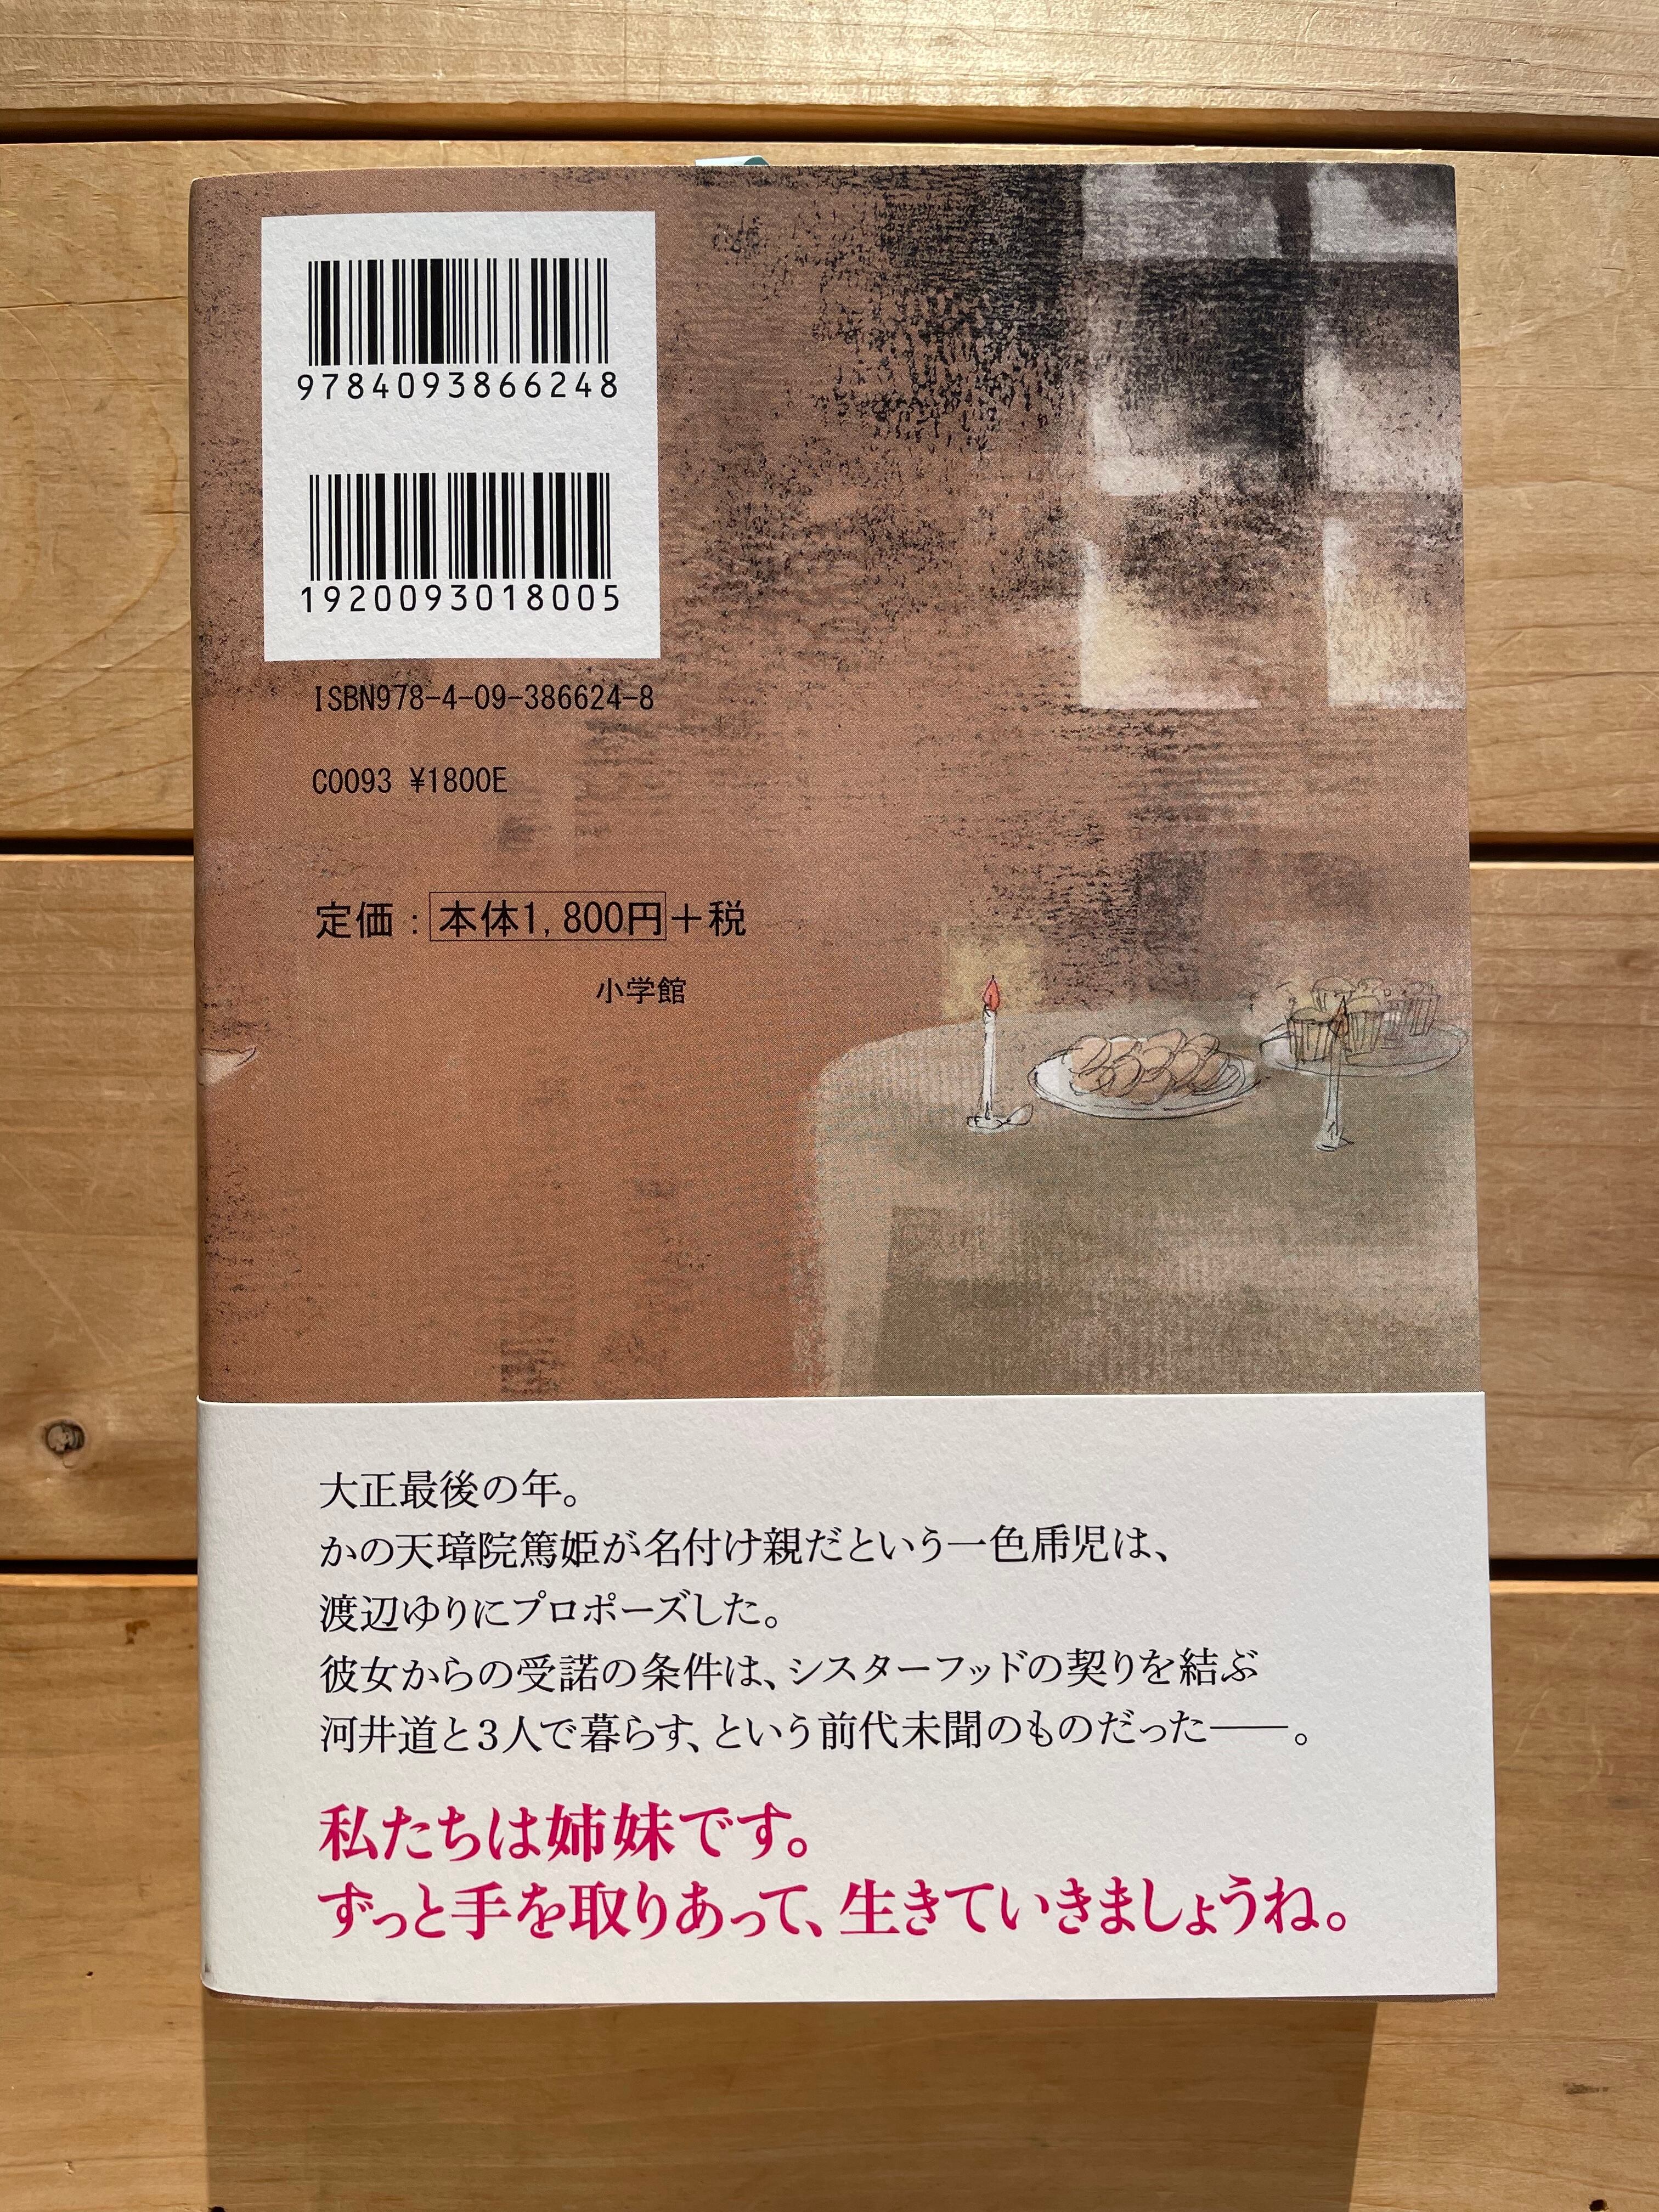 9784093866248
1920093018005
ISBN978-4-09-386624-8
C0093 ¥1800E
定価：本体1,800円＋税
小学館
大正最後の年。
かの天璋院篤姫が名付け親だという一色乕児は、
渡辺ゆりにプロポーズした。
彼女からの受諾の条件は、シスターフッドの契りを結ぶ
河井道と3人で暮らす、という前代未聞のものだった――。
私たちは姉妹です。
ずっと手を取りあって、生きていきましょうね。